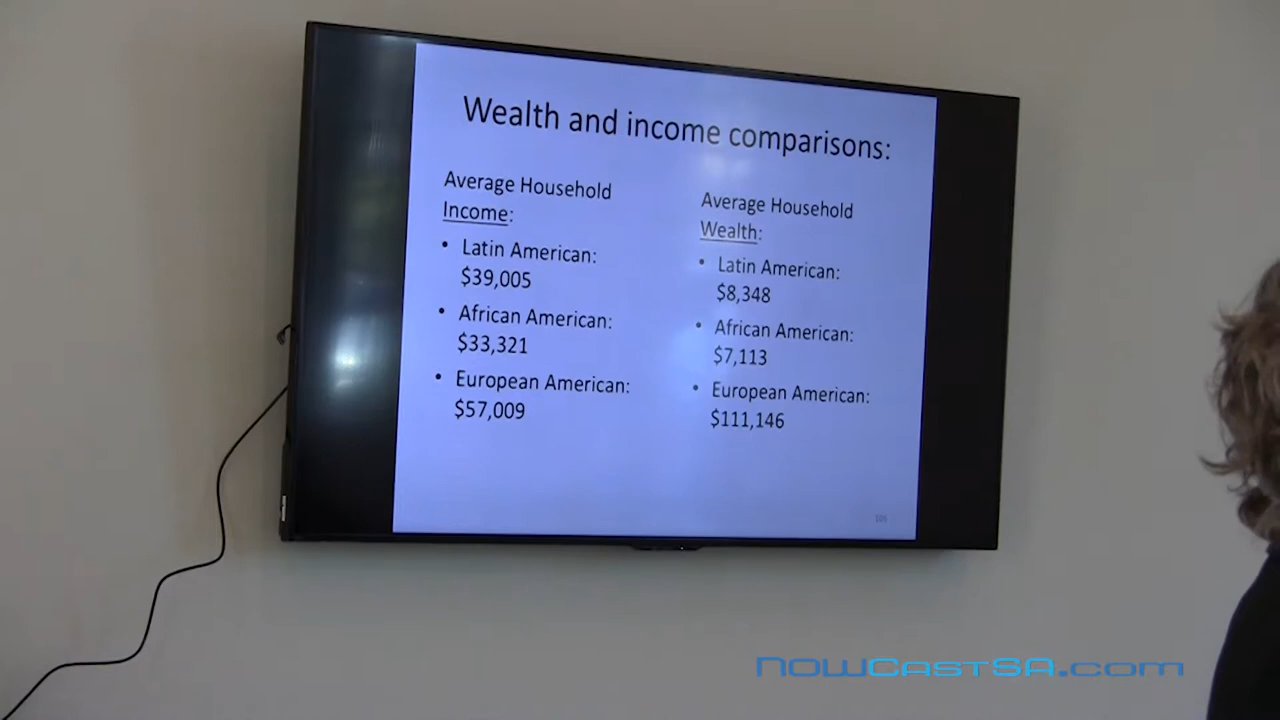 Wealth and income comparisons:
Average Household
Income:
• Latin American:
$39,005
• African American:
$33,321
• European American:
$57,009
Average Household
Wealth:
• Latin American:
$8,348
• African American:
$7,113
• European American:
$111,146
nowcastsa.com